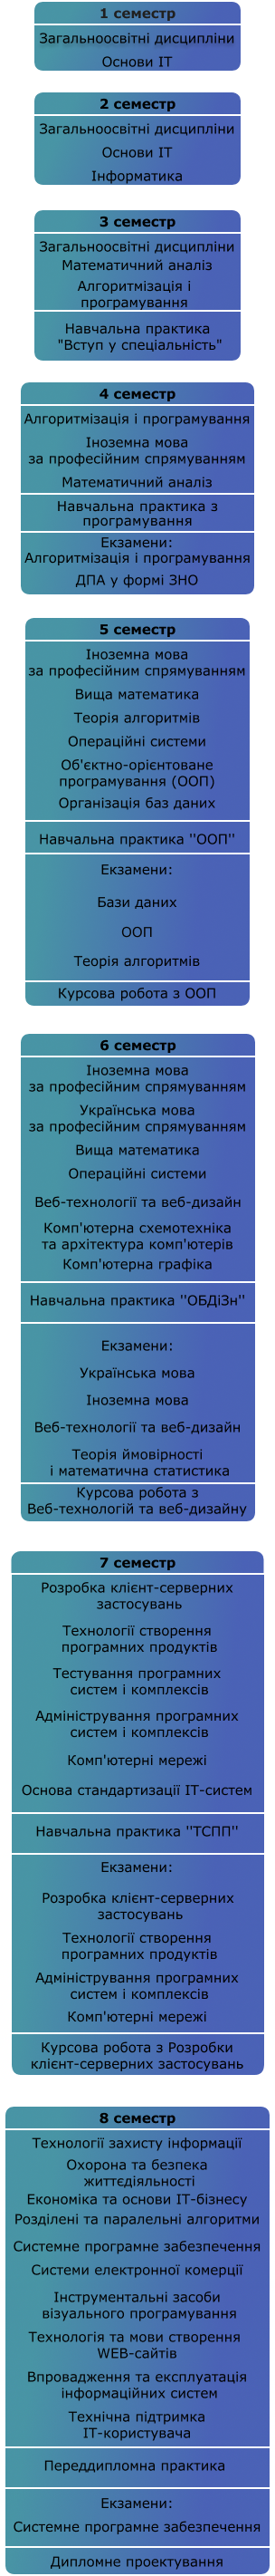 1 семестр
Загальноосвітні дисципліни
Основи ІТ
2 семестр
Загальноосвітні дисципліни
Основи ІТ
Інформатика
3 семестр
Загальноосвітні дисципліни
Математичний аналіз
Алгоритмізація і
програмування
Навчальна практика
"Вступ у спеціальність"
4 семестр
Алгоритмізація і програмування
Іноземна мова
за професійним спрямуванням
Математичний аналіз
Навчальна практика з
програмування
Екзамени:
Алгоритмізація і програмування
ДПА у формі ЗНО
5 семестр
Іноземна мова
за професійним спрямуванням
Вища математика
Теорія алгоритмів
Операційні системи
Об'єктно-орієнтоване
програмування (ООП)
Організація баз даних
Навчальна практика ''ООП''
Екзамени:
Бази даних
ООП
Теорія алгоритмів
Курсова робота з ООП
6 семестр
Іноземна мова
за професійним спрямуванням
Українська мова
за професійним спрямуванням
Вища математика
Операційні системи
Веб-технології та веб-дизайн
Комп'ютерна схемотехніка
та архітектура комп'ютерів
Комп'ютерна графіка
Навчальна практика ''ОБДіЗн''
Екзамени:
Українська мова
Іноземна мова
Веб-технології та веб-дизайн
Теорія ймовірності
і математична статистика
Курсова робота з
Веб-технологій та веб-дизайну
7 семестр
Розробка клієнт-серверних
застосувань
Технології створення
програмних продуктів
Тестування програмних
систем і комплексів
Адміністрування програмних
систем і комплексів
Комп'ютерні мережі
Основа стандартизації ІТ-систем
Навчальна практика ''ТСПП''
Екзамени:
Розробка клієнт-серверних
застосувань
Технології створення
програмних продуктів
Адміністрування програмних
систем і комплексів
Комп'ютерні мережі
Курсова робота з Розробки
клієнт-серверних застосувань
8 семестр
Технології захисту інформації
Охорона та безпека
життєдіяльності
Економіка та основи ІТ-бізнесу
Розділені та паралельні алгоритми
Системне програмне забезпечення
Системи електронної комерції
Інструментальні засоби
візуального програмування
Технологія та мови створення
WEB-сайтів
Впровадження та експлуатація
інформаційних систем
Технічна підтримка
ІТ-користувача
Переддипломна практика
Екзамени:
Системне програмне забезпечення
Дипломне проектування